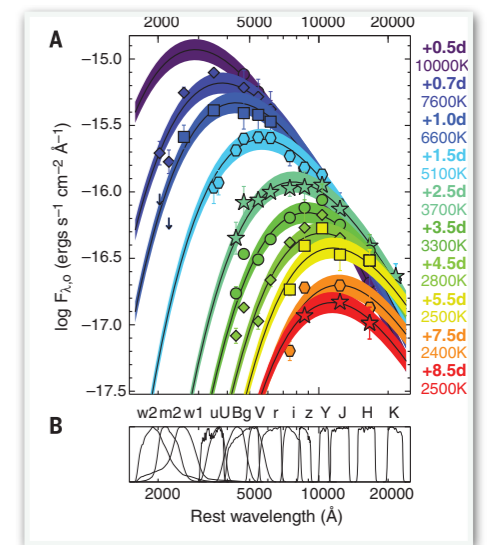 2000 5000 10000 20000
A
−15.0
−15.5
−16.0
−16.5
−17.0
−17.5
log Fλ,o (ergs s−1 cm−2 Å−1)
+0.5d
10000K
+0.7d
7600K
+1.0d
6600K
+1.5d
5100K
+2.5d
3700K
+3.5d
3300K
+4.5d
2800K
+5.5d
2500K
+7.5d
2400K
+8.5d
2500K
B
w2 m2 w1 uU Bg V r i z Y J H K
2000 5000 10000 20000
Rest wavelength (Å)